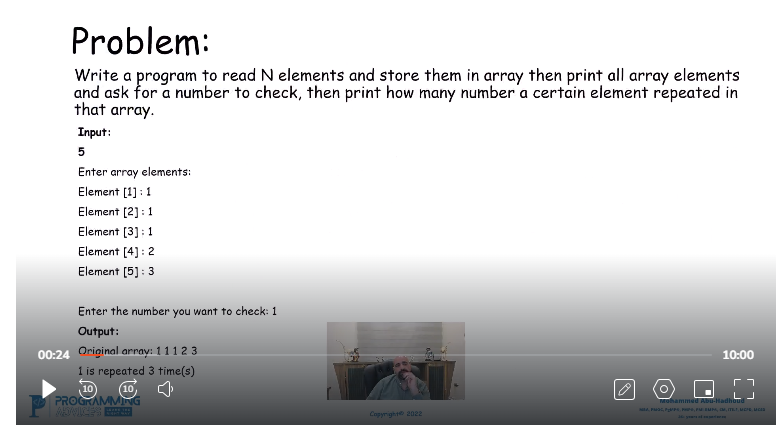 Problem:
Write a program to read N elements and store them in array then print all array elements
and ask for a number to check, then print how many number a certain element repeated in
that array.
Input:
5
Enter array elements:
Element [1] : 1
Element [2] : 1
Element [3] : 1
Element [4] : 2
Element [5] : 3
Enter the number you want to check: 1
Output:
00:24
Original array: 1 1 1 2 3
10:00
1 is repeated 3 time(s)
10
10
PROGRAMMING
ADVICES
Mohammed Abu-Hadhoud
Copyright© 2022